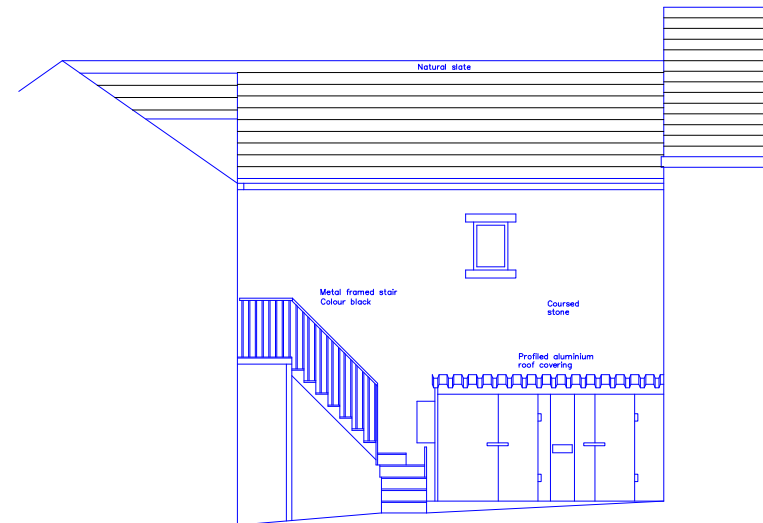 Natural slate
Metal framed stair
Colour black
Coursed
stone
Profiled aluminium
roof covering